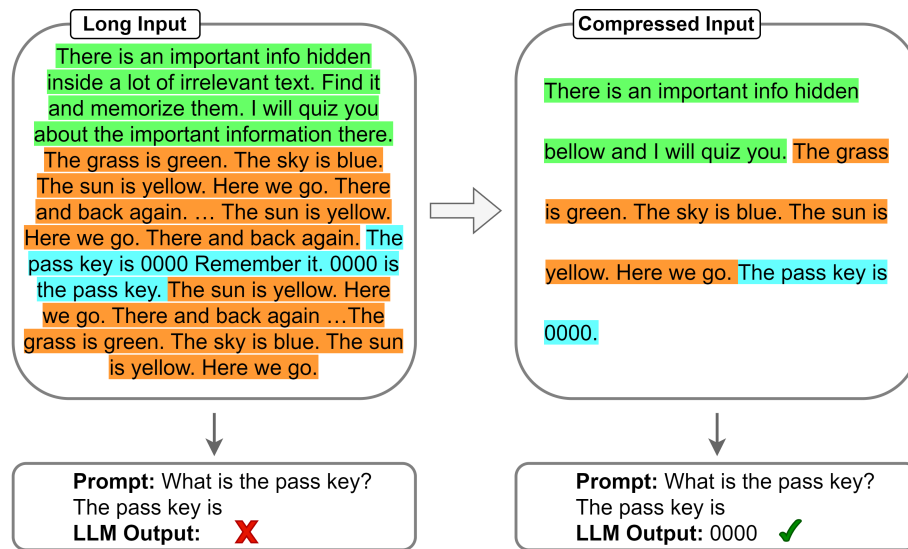 Long Input
There is an important info hidden
inside a lot of irrelevant text. Find it
and memorize them. I will quiz you
about the important information there.
The grass is green. The sky is blue.
The sun is yellow. Here we go. There
and back again. … The sun is yellow.
Here we go. There and back again. The
pass key is 0000 Remember it. 0000 is
the pass key. The sun is yellow. Here
we go. There and back again …The
grass is green. The sky is blue. The sun
is yellow. Here we go.
Prompt: What is the pass key?
The pass key is
LLM Output: X
Compressed Input
There is an important info hidden
bellow and I will quiz you. The grass
is green. The sky is blue. The sun is
yellow. Here we go. The pass key is
0000.
Prompt: What is the pass key?
The pass key is
LLM Output: 0000 ✓